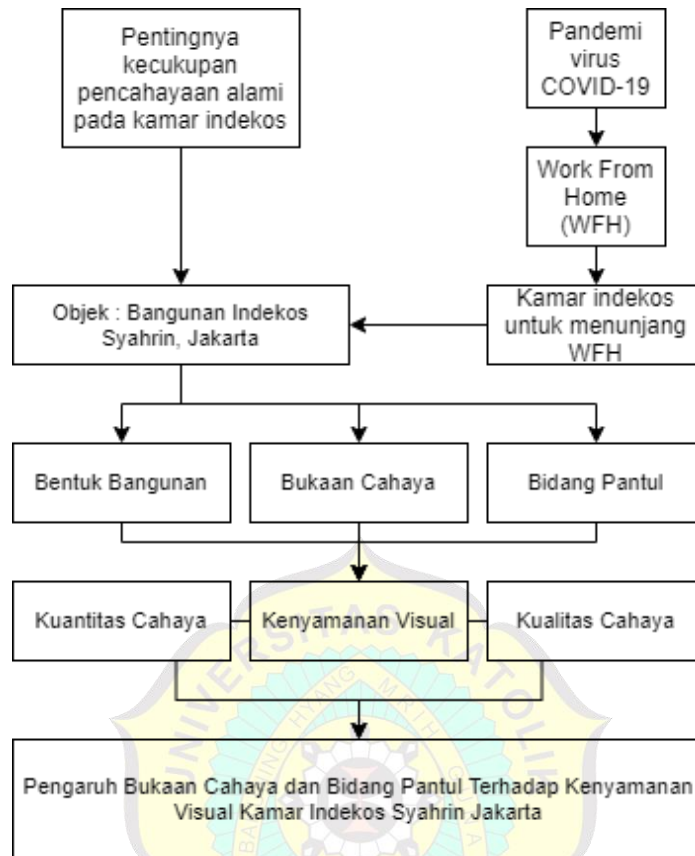 Pentingnya
kecukupan
pencahayaan alami
pada kamar indekos
Pandemi
virus
COVID-19
Work From
Home
(WFH)
Objek : Bangunan Indekos
Syahrin, Jakarta
Kamar indekos
untuk menunjang
WFH
Bentuk Bangunan
Bukaan Cahaya
Bidang Pantul
Kuantitas Cahaya
Kenyamanan Visual
Kualitas Cahaya
Pengaruh Bukaan Cahaya dan Bidang Pantul Terhadap Kenyamanan
Visual Kamar Indekos Syahrin Jakarta
UNIVERSITAS KATOLIK